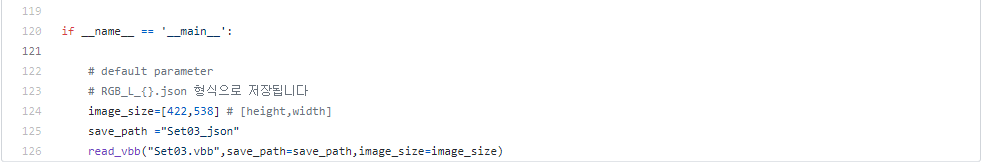 119
120 if __name__ == '__main__':
121
122 # default parameter
123 # RGB_L_{}.json 형식으로 저장됩니다
124 image_size=[422,538] # [height,width]
125 save_path ="Set03_json"
126 read_vbb("Set03.vbb",save_path=save_path,image_size=image_size)